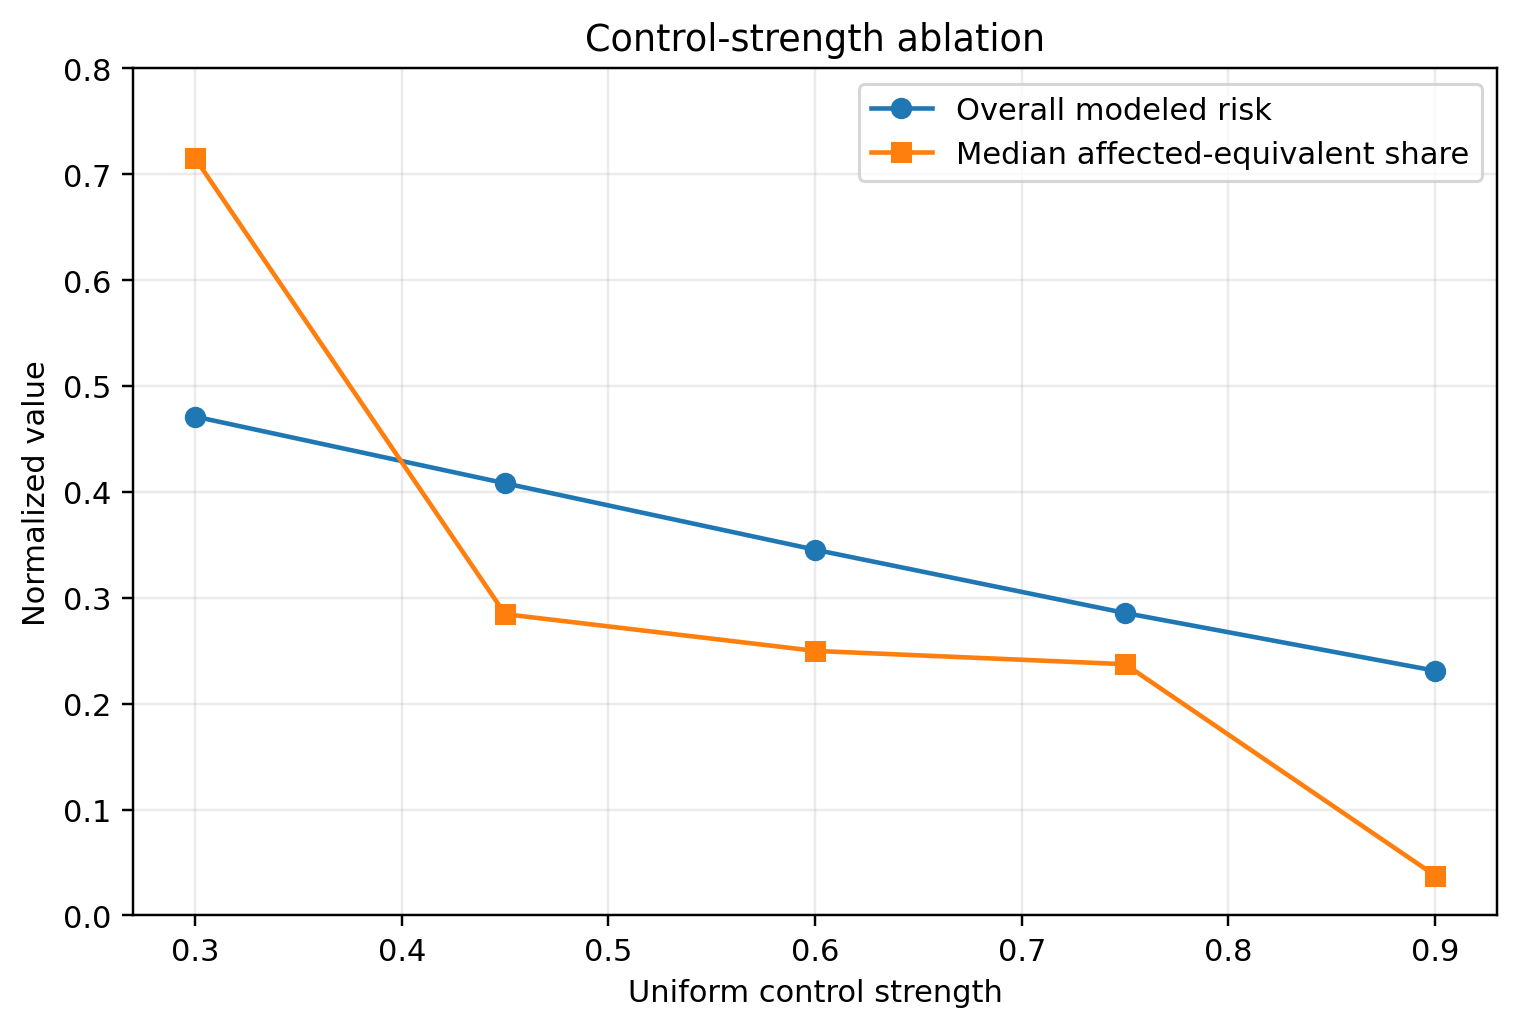 Control-strength ablation
Overall modeled risk
Median affected-equivalent share
Normalized value
0.8
0.7
0.6
0.5
0.4
0.3
0.2
0.1
0.0
0.3 0.4 0.5 0.6 0.7 0.8 0.9
Uniform control strength